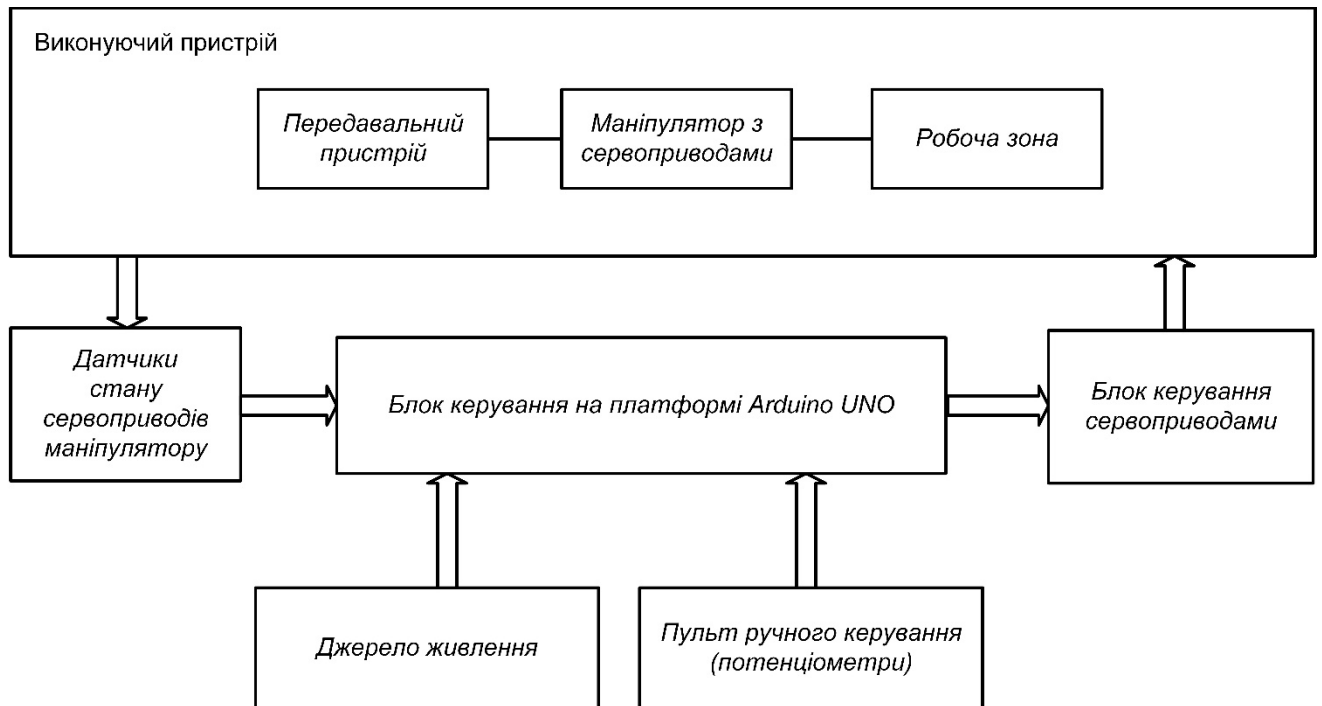 Виконуючий пристрій
Передавальний
пристрій
Маніпулятор з
сервоприводами
Робоча зона
Датчики
стану
сервоприводів
маніпулятору
Блок керування на платформі Arduino UNO
Блок керування
сервоприводами
Джерело живлення
Пульт ручного керування
(потенціометри)